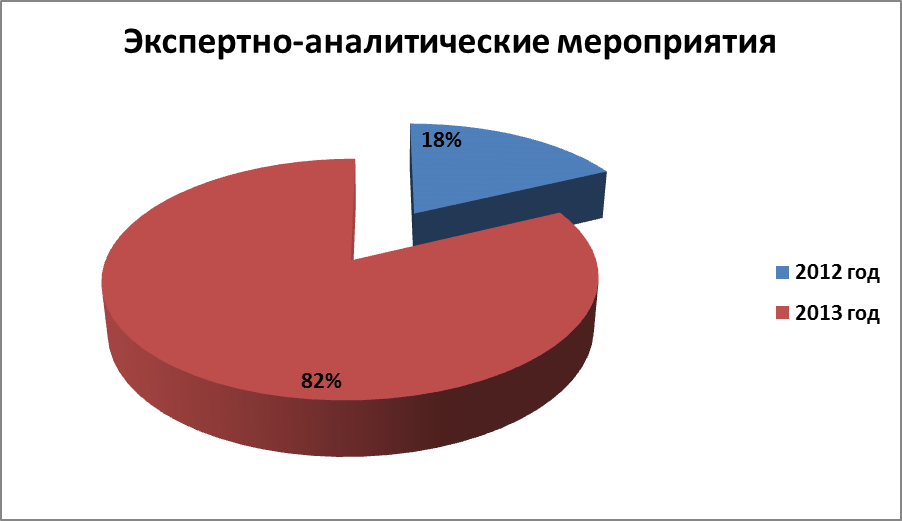 Экспертно-аналитические мероприятия
18%
82%
2012 год
2013 год